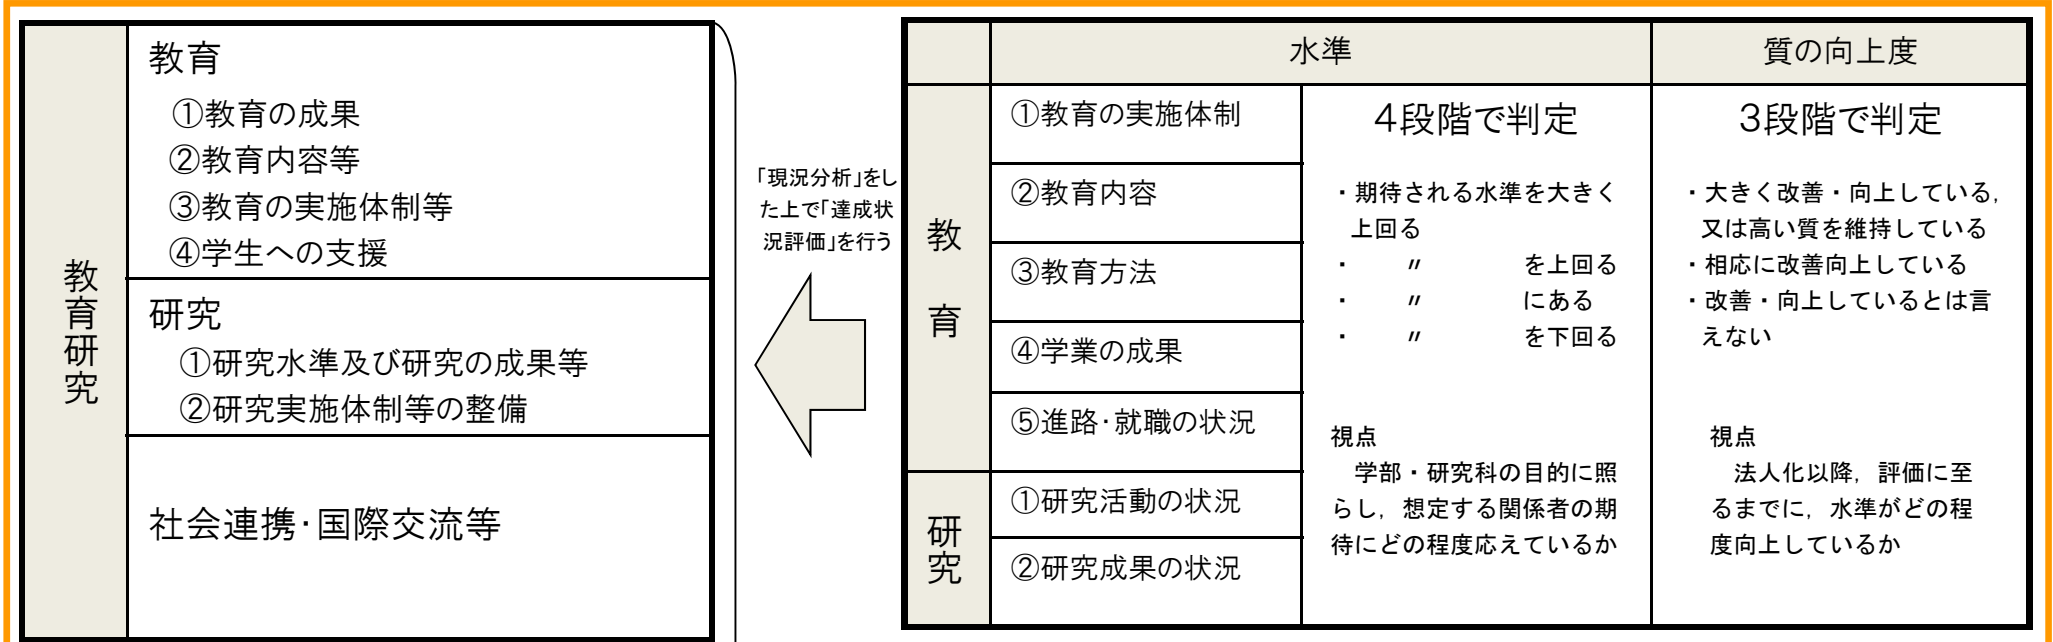 教育研究
教育
①教育の成果
②教育内容等
③教育の実施体制等
④学生への支援
研究
①研究水準及び研究の成果等
②研究実施体制等の整備
社会連携・国際交流等
「現況分析」をし
た上で「達成状
況評価」を行う
水準
質の向上度
教育
①教育の実施体制
②教育内容
③教育方法
④学業の成果
⑤進路・就職の状況
研究
①研究活動の状況
②研究成果の状況
4段階で判定
・期待される水準を大きく
上回る
・ 〃 を上回る
・ 〃 にある
・ 〃 を下回る
視点
学部・研究科の目的に照
らし，想定する関係者の期
待にどの程度応えているか
3段階で判定
・大きく改善・向上している，
又は高い質を維持している
・相応に改善向上している
・改善・向上しているとは言
えない
視点
法人化以降，評価に至
るまでに，水準がどの程
度向上しているか